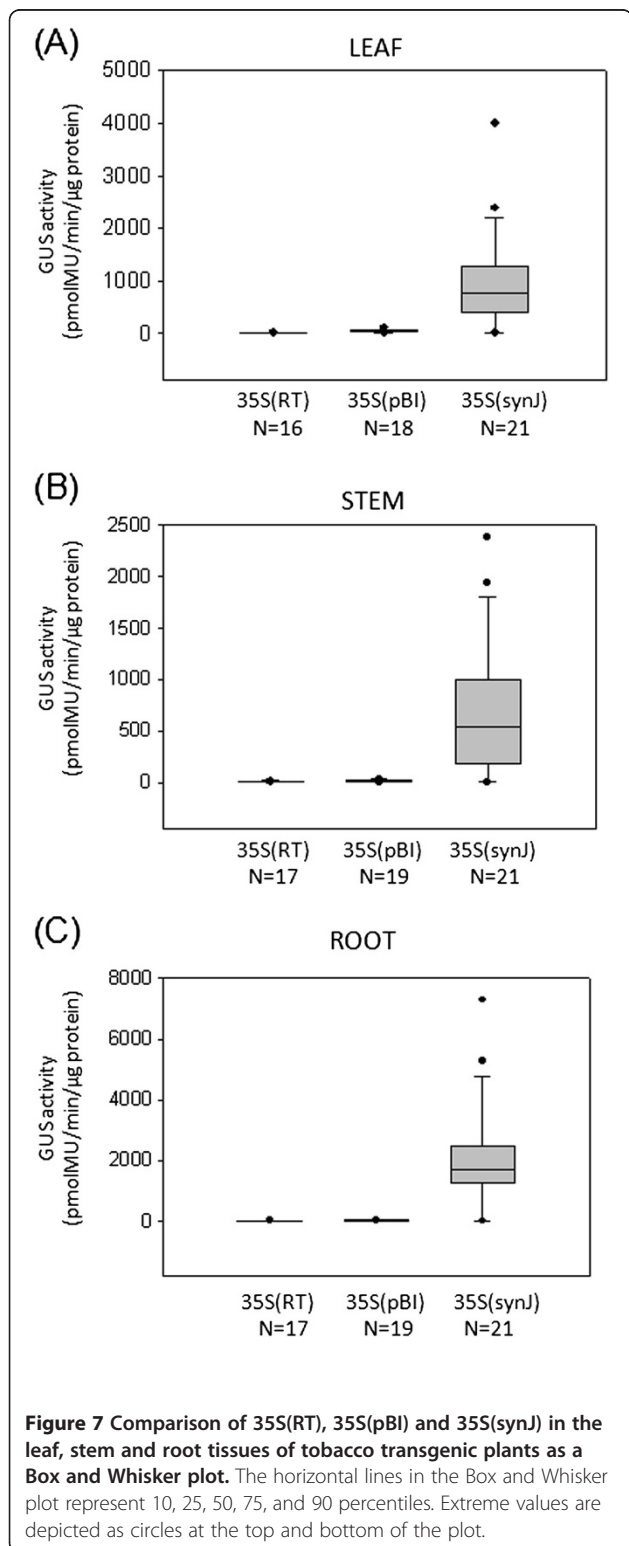 (A)
LEAF
GUS activity
(pmolMU/min/µg protein)
5000
4000
3000
2000
1000
0
35S(RT) 35S(pBI) 35S(synJ)
N=16 N=18 N=21
(B)
STEM
GUS activity
(pmolMU/min/µg protein)
2500
2000
1500
1000
500
0
35S(RT) 35S(pBI) 35S(synJ)
N=17 N=19 N=21
(C)
ROOT
GUS activity
(pmolMU/min/µg protein)
8000
6000
4000
2000
0
35S(RT) 35S(pBI) 35S(synJ)
N=17 N=19 N=21
Figure 7 Comparison of 35S(RT), 35S(pBI) and 35S(synJ) in the
leaf, stem and root tissues of tobacco transgenic plants as a
Box and Whisker plot. The horizontal lines in the Box and Whisker
plot represent 10, 25, 50, 75, and 90 percentiles. Extreme values are
depicted as circles at the top and bottom of the plot.